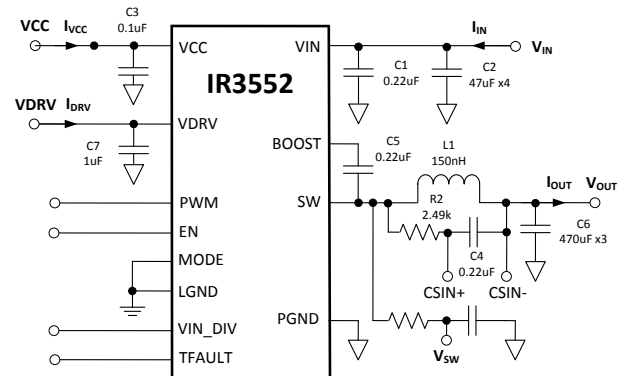 VCC
IVCC
C3
0.1uF
VCC
VIN
IIN
VIN
IR3552
C1
0.22uF
C2
47uF x4
VDRV
IDRV
VDRV
C7
1uF
BOOST
C5
0.22uF
L1
150nH
SW
IOUT
VOUT
R2
2.49k
C6
470uF x3
C4
0.22uF
CSIN+
CSIN-
PWM
EN
MODE
LGND
PGND
VIN_DIV
TFAULT
VSW